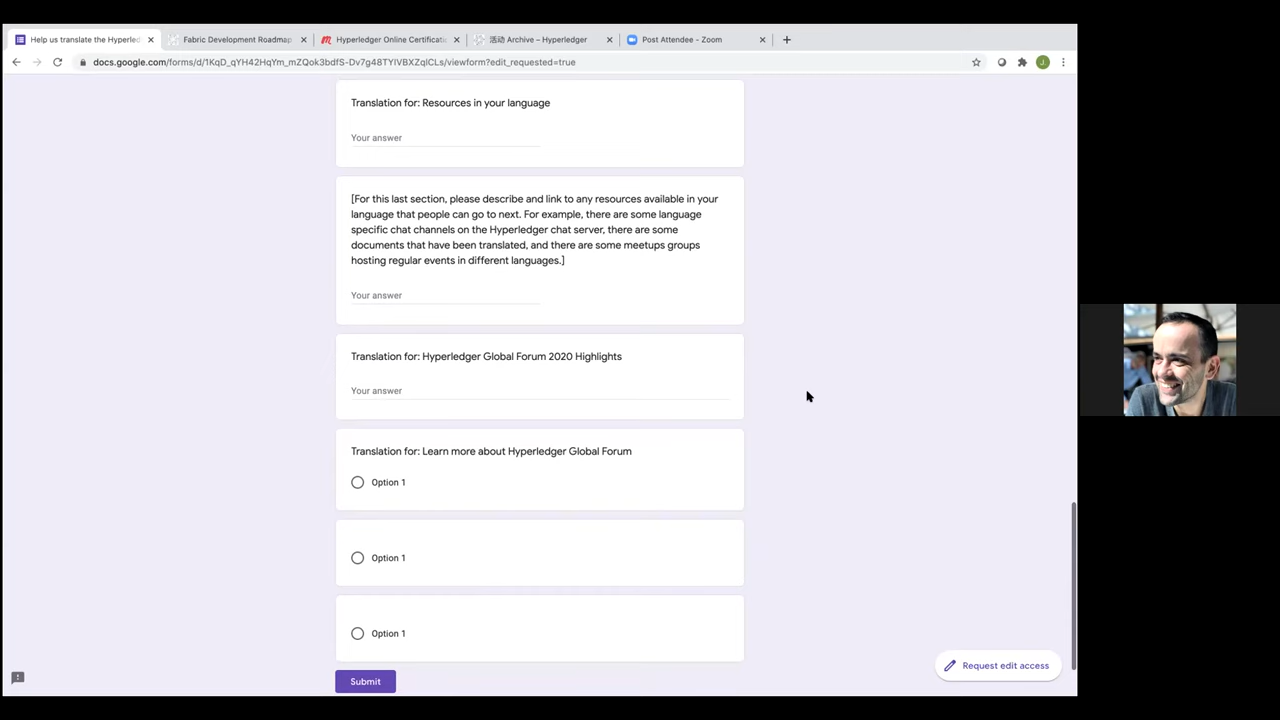 Help us translate the Hyperled
Fabric Development Roadmap
Hyperledger Online Certificatio
活动 Archive – Hyperledger
Post Attendee - Zoom
docs.google.com/forms/d/1KqD_qYH42HqYm_mZQok3bdfS-Dv7g48TYIVBXZqlCLs/viewform?edit_requested=true
J.
Translation for: Resources in your language
Your answer
[For this last section, please describe and link to any resources available in your
language that people can go to next. For example, there are some language
specific chat channels on the Hyperledger chat server, there are some
documents that have been translated, and there are some meetups groups
hosting regular events in different languages.]
Your answer
Translation for: Hyperledger Global Forum 2020 Highlights
Your answer
Translation for: Learn more about Hyperledger Global Forum
Option 1
Option 1
Option 1
Request edit access
Submit